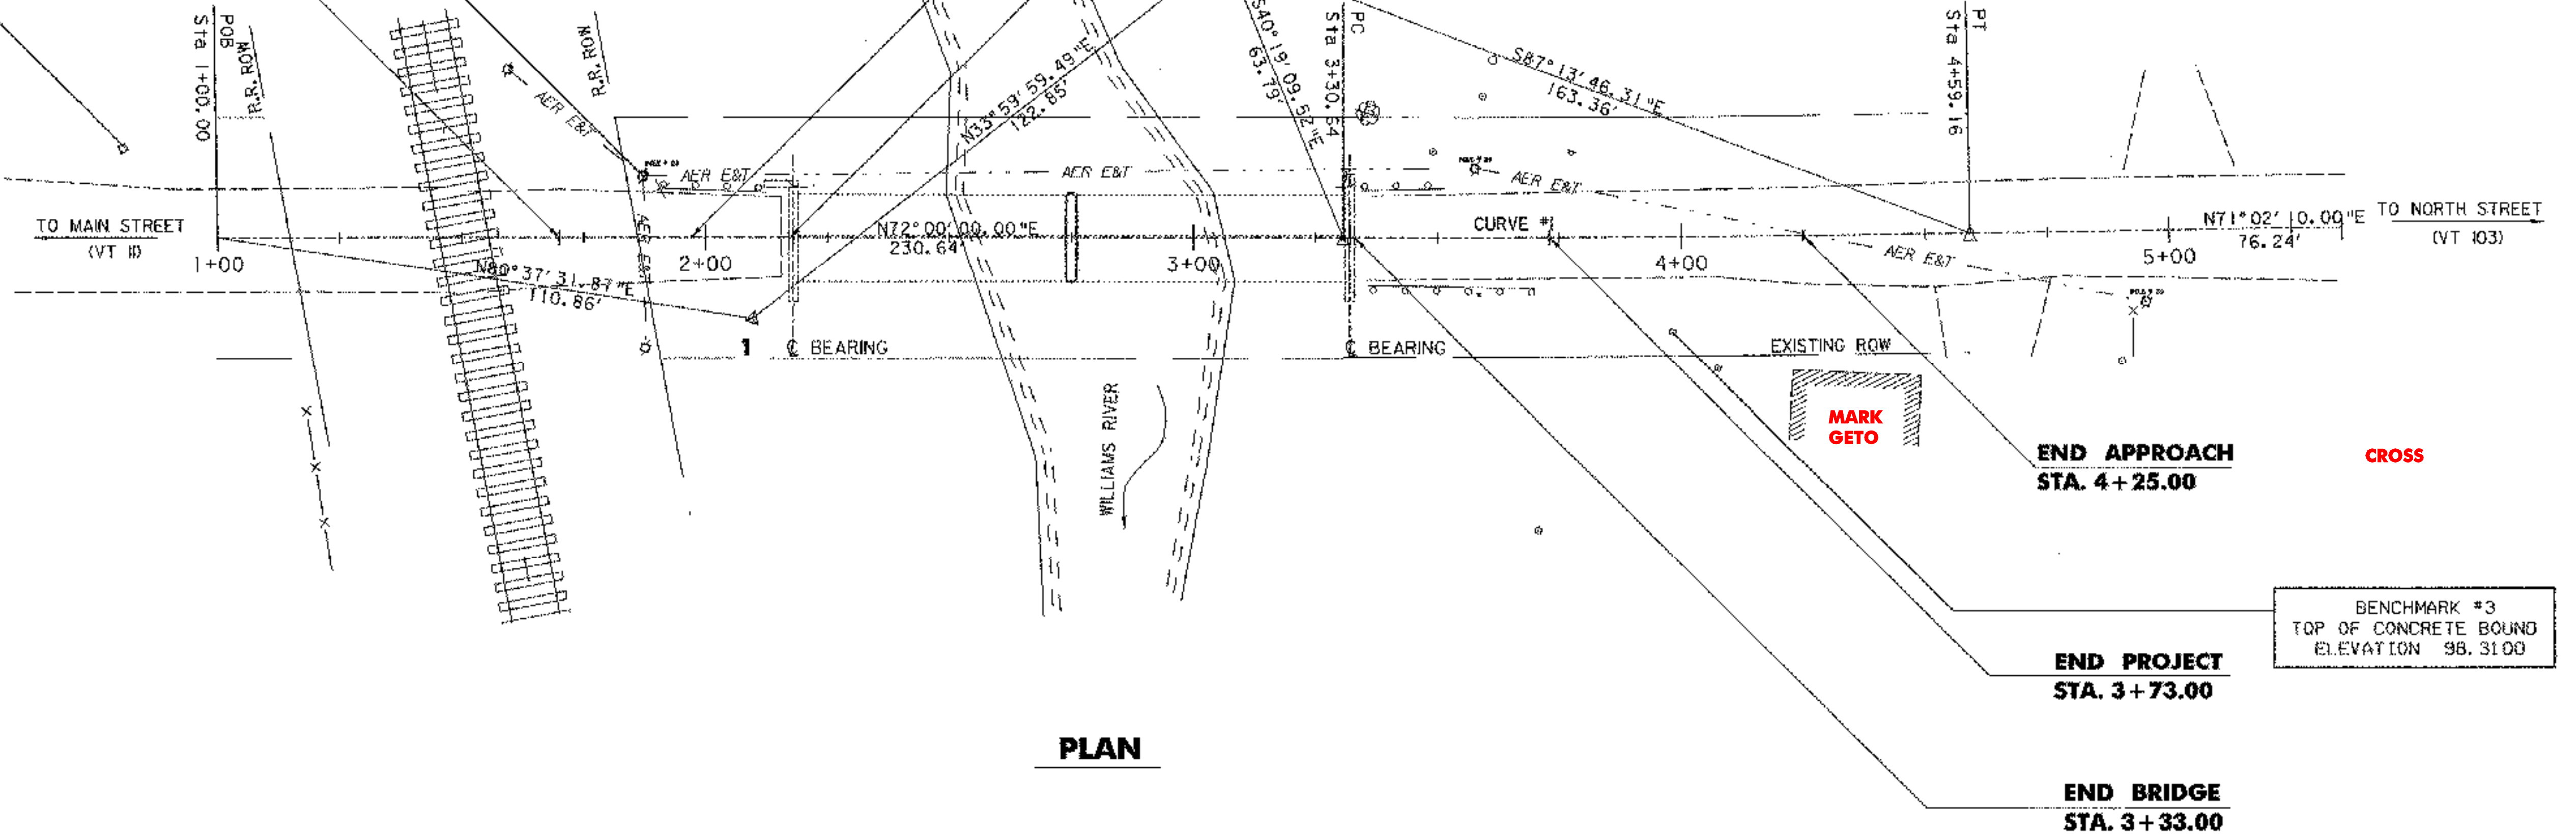 POB
Sta 1+00.00
R.R. ROW
R.R. ROW
AER E&T
S40°19'09.52"E
63.79'
PC
Sta 3+30.64
S87°13'46.31"E
163.36'
PT
Sta 4+59.16
N33°59'59.49"E
122.85'
AER E&T
AER E&T
AER E&T
AER E&T
AER E&T
TO MAIN STREET
(VT 11)
1+00
2+00
N72°00'00.00"E
230.64'
3+00
CURVE #1
4+00
5+00
N71°02'10.00"E
76.24'
TO NORTH STREET
(VT 103)
N80°37'31.87"E
110.86'
1
℄ BEARING
℄ BEARING
EXISTING ROW
WILLIAMS RIVER
MARK
GETO
END APPROACH
STA. 4+25.00
CROSS
BENCHMARK #3
TOP OF CONCRETE BOUND
ELEVATION 98.3100
END PROJECT
STA. 3+73.00
PLAN
END BRIDGE
STA. 3+33.00